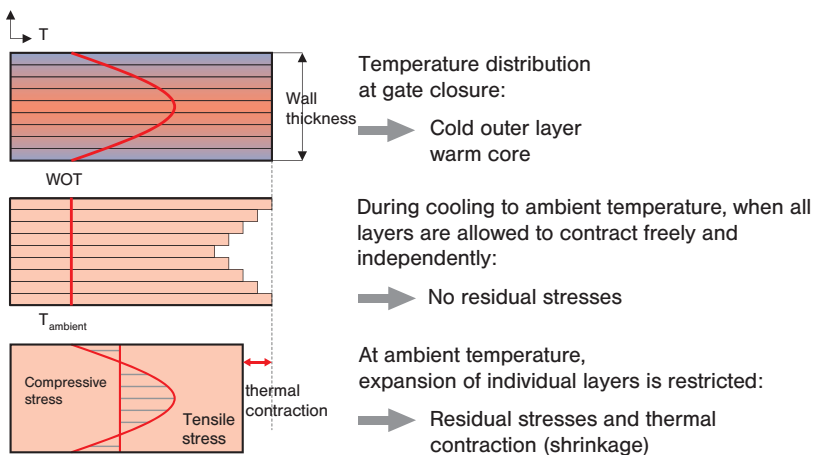 T
Wall
thickness
Temperature distribution
at gate closure:
Cold outer layer
warm core
WOT
During cooling to ambient temperature, when all
layers are allowed to contract freely and
independently:
No residual stresses
Tambient
Compressive
stress
Tensile
stress
thermal
contraction
At ambient temperature,
expansion of individual layers is restricted:
Residual stresses and thermal
contraction (shrinkage)